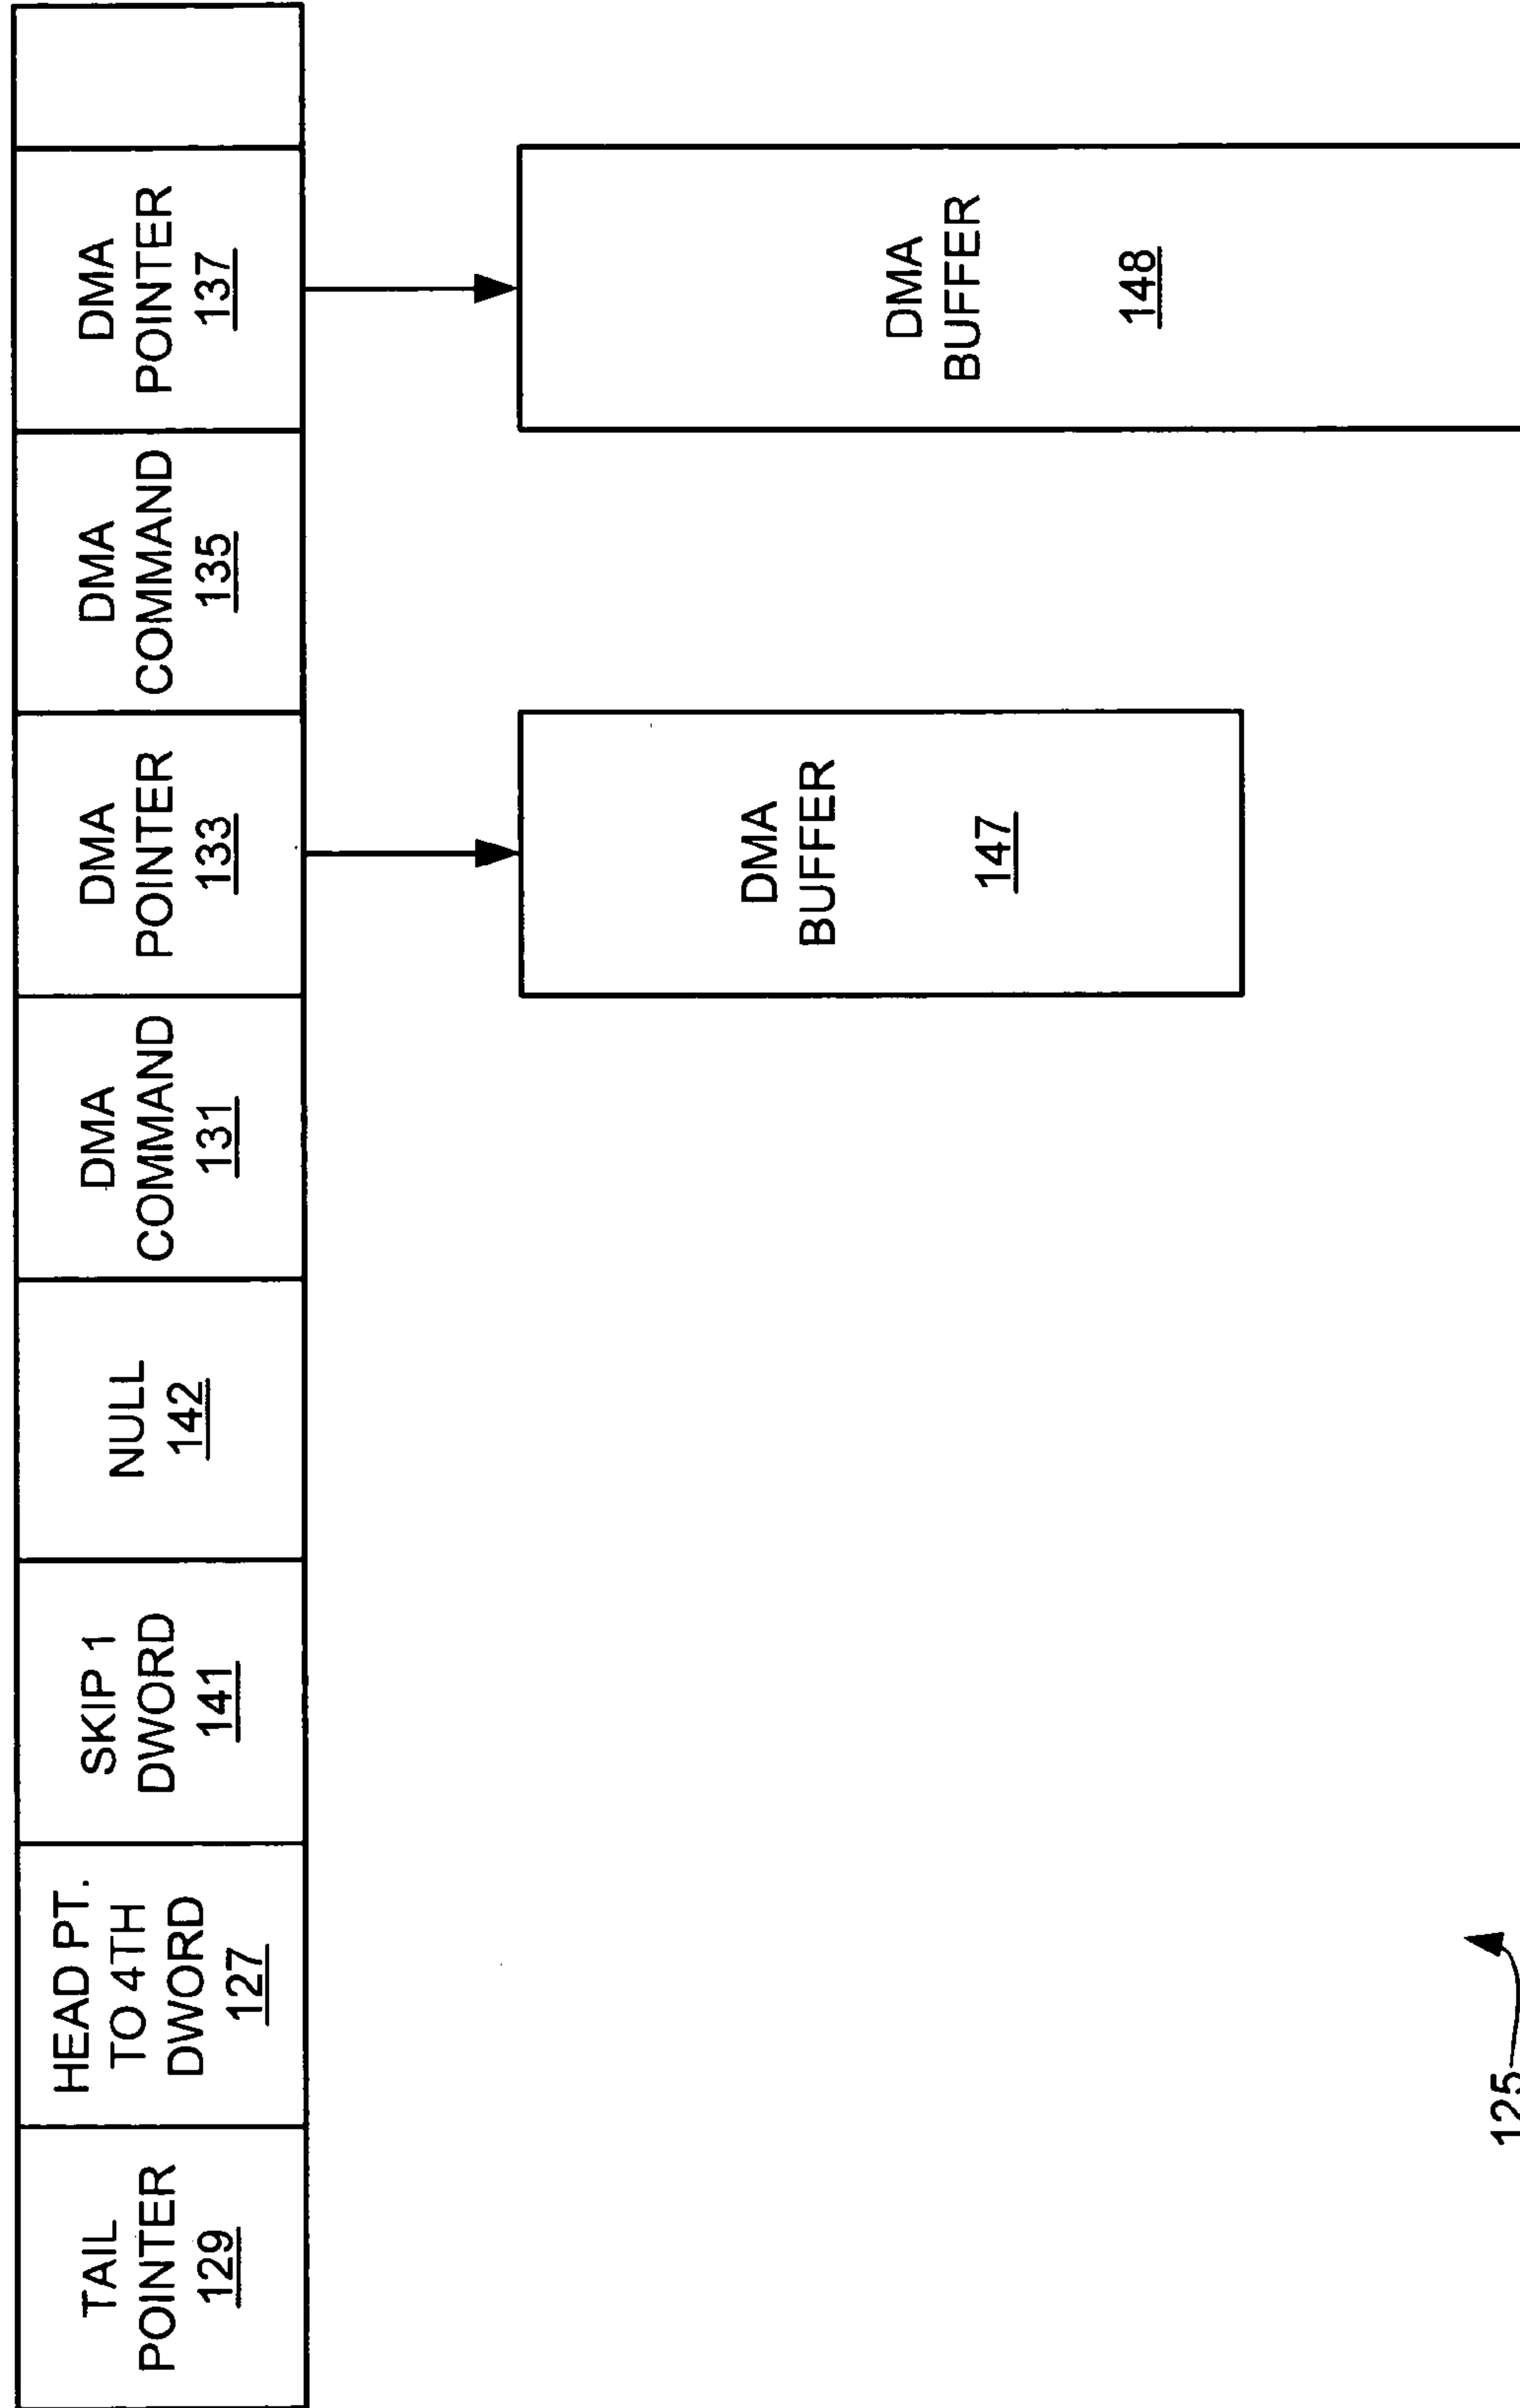 TAIL
POINTER
129
HEAD PT.
TO 4TH
DWORD
127
SKIP 1
DWORD
141
NULL
142
DMA
COMMAND
131
DMA
POINTER
133
DMA
COMMAND
135
DMA
POINTER
137
DMA
BUFFER
147
DMA
BUFFER
148
125